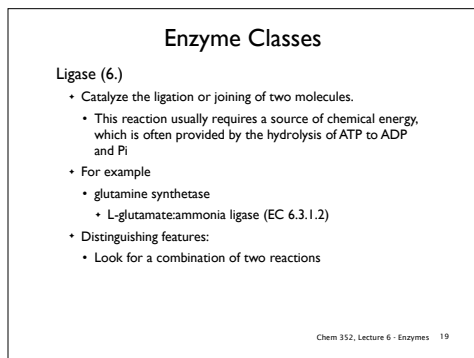 Enzyme Classes
Ligase (6.)
✦ Catalyze the ligation or joining of two molecules.
• This reaction usually requires a source of chemical energy,
which is often provided by the hydrolysis of ATP to ADP
and Pi
✦ For example
• glutamine synthetase
✦ L-glutamate:ammonia ligase (EC 6.3.1.2)
✦ Distinguishing features:
• Look for a combination of two reactions
Chem 352, Lecture 6 - Enzymes 19